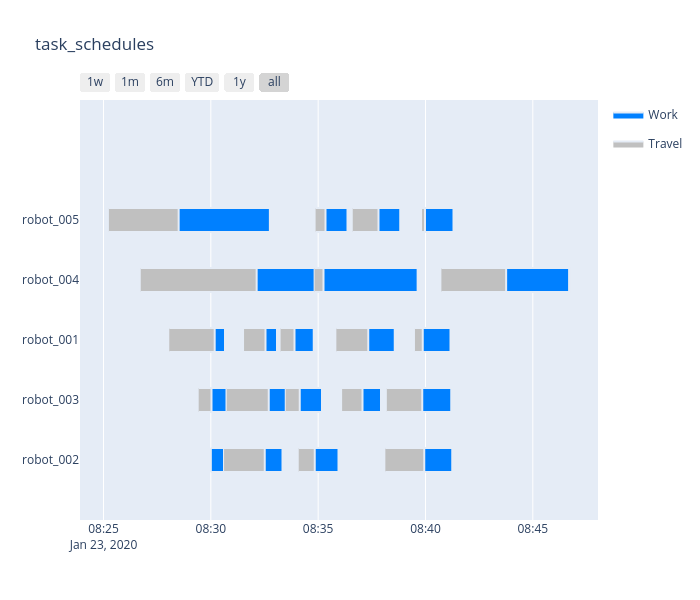 task_schedules
1w 1m 6m YTD 1y all
Work
Travel
robot_005
robot_004
robot_001
robot_003
robot_002
08:25 08:30 08:35 08:40 08:45
Jan 23, 2020